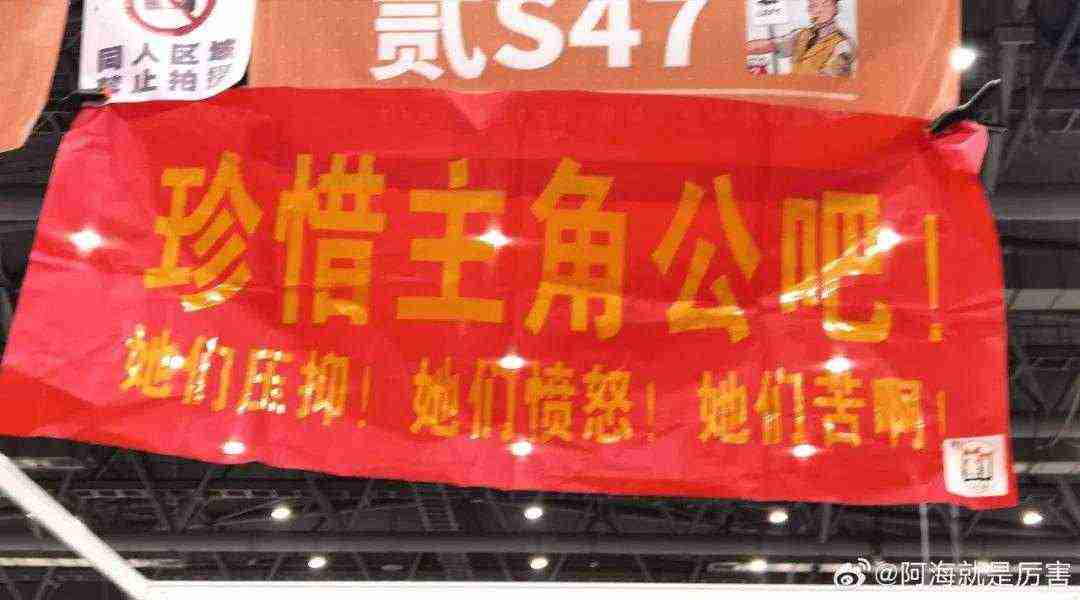 贰S47
同人区域
禁止拍摄
珍惜主角公吧！
她们压抑！她们愤怒！她们苦啊！
@阿海就是厉害